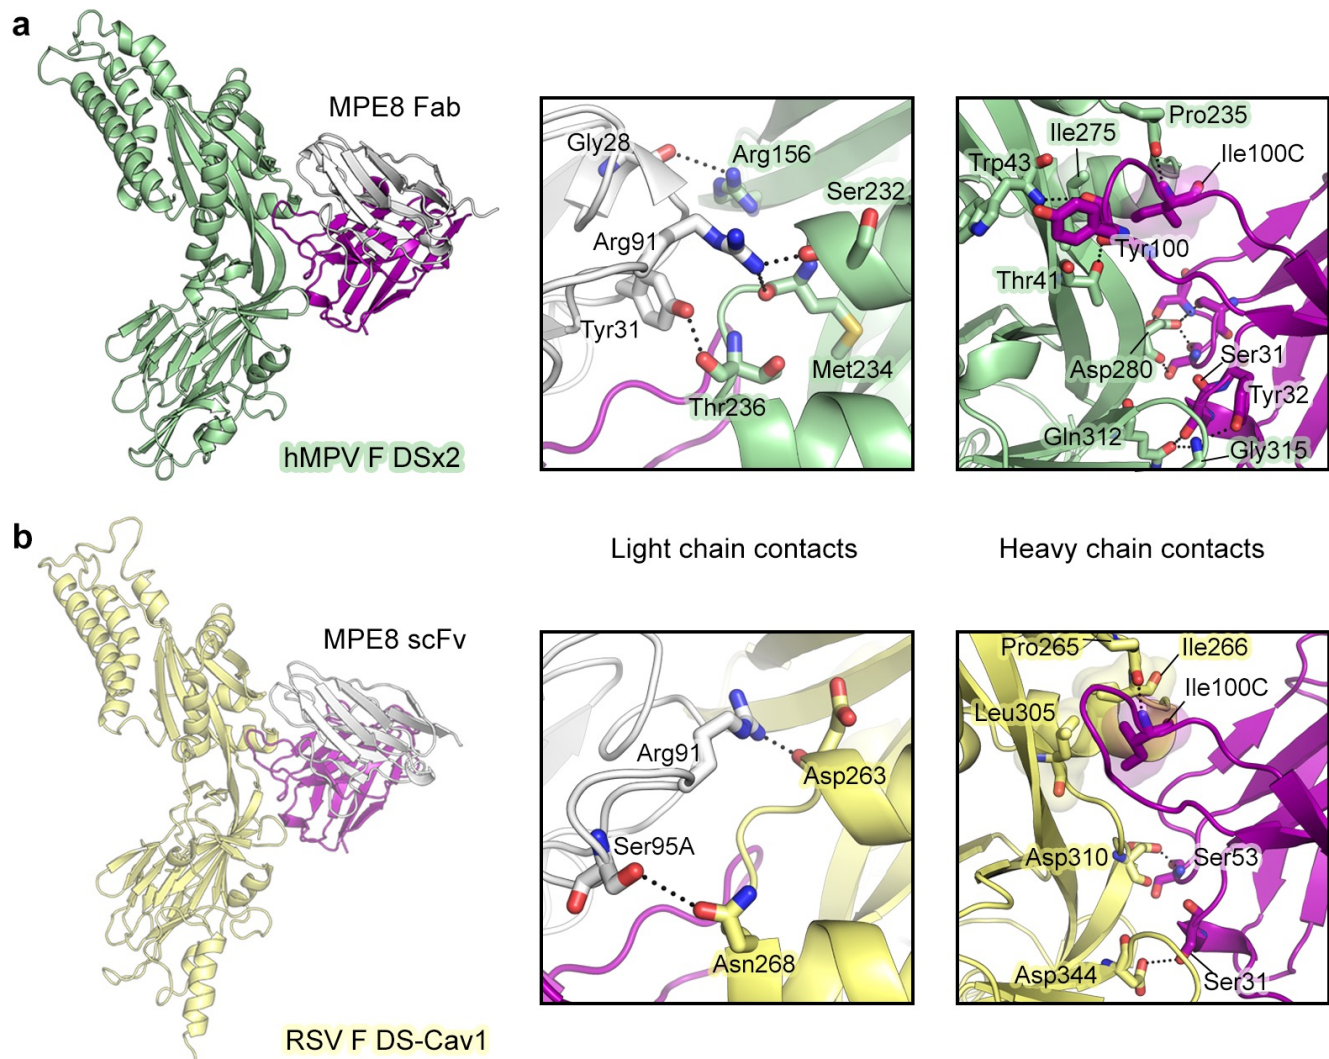 a
MPE8 Fab
hMPV F DSx2
Gly28
Arg156
Ser232
Arg91
Tyr31
Met234
Thr236
Pro235
Ile275
Ile100C
Trp43
Tyr100
Thr41
Asp280
Ser31
Tyr32
Gln312
Gly315
b
Light chain contacts
Heavy chain contacts
MPE8 scFv
RSV F DS-Cav1
Arg91
Asp263
Ser95A
Asn268
Pro265
Ile266
Ile100C
Leu305
Asp310
Ser53
Asp344
Ser31